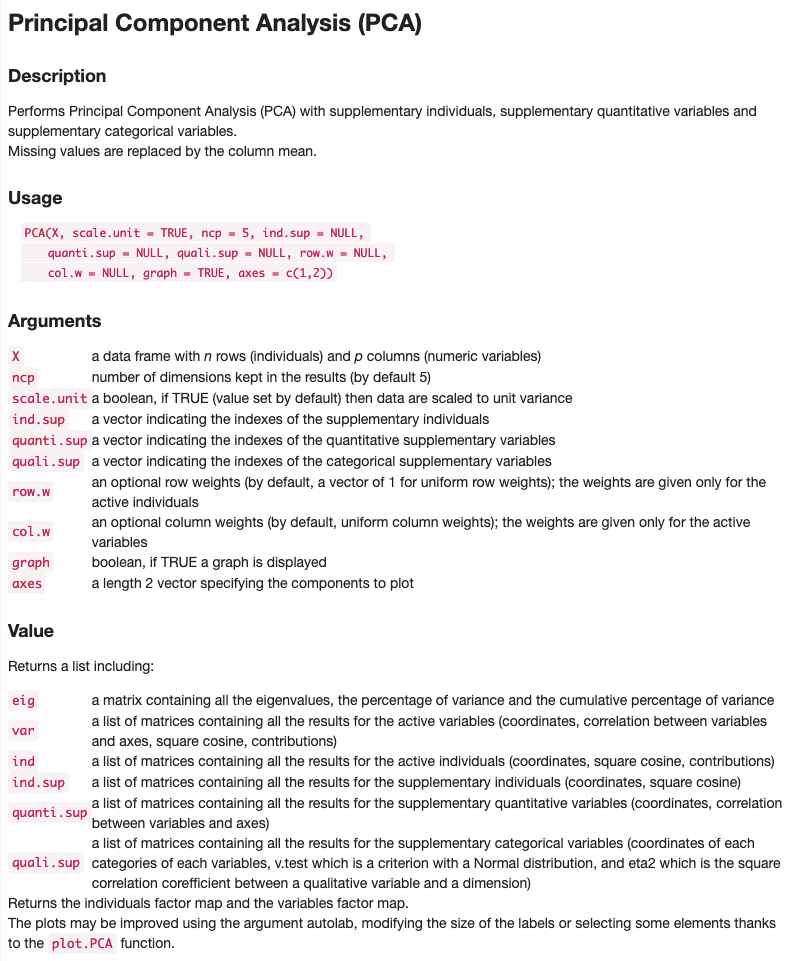 Principal Component Analysis (PCA)
Description
Performs Principal Component Analysis (PCA) with supplementary individuals, supplementary quantitative variables and
supplementary categorical variables.
Missing values are replaced by the column mean.
Usage
PCA(X, scale.unit = TRUE, ncp = 5, ind.sup = NULL,
quanti.sup = NULL, quali.sup = NULL, row.w = NULL,
col.w = NULL, graph = TRUE, axes = c(1,2))
Arguments
X a data frame with n rows (individuals) and p columns (numeric variables)
ncp number of dimensions kept in the results (by default 5)
scale.unit a boolean, if TRUE (value set by default) then data are scaled to unit variance
ind.sup a vector indicating the indexes of the supplementary individuals
quanti.sup a vector indicating the indexes of the quantitative supplementary variables
quali.sup a vector indicating the indexes of the categorical supplementary variables
row.w an optional row weights (by default, a vector of 1 for uniform row weights); the weights are given only for the
active individuals
col.w an optional column weights (by default, uniform column weights); the weights are given only for the active
variables
graph boolean, if TRUE a graph is displayed
axes a length 2 vector specifying the components to plot
Value
Returns a list including:
eig a matrix containing all the eigenvalues, the percentage of variance and the cumulative percentage of variance
var a list of matrices containing all the results for the active variables (coordinates, correlation between variables
and axes, square cosine, contributions)
ind a list of matrices containing all the results for the active individuals (coordinates, square cosine, contributions)
ind.sup a list of matrices containing all the results for the supplementary individuals (coordinates, square cosine)
quanti.sup a list of matrices containing all the results for the supplementary quantitative variables (coordinates, correlation
between variables and axes)
quali.sup a list of matrices containing all the results for the supplementary categorical variables (coordinates of each
categories of each variables, v.test which is a criterion with a Normal distribution, and eta2 which is the square
correlation corefficient between a qualitative variable and a dimension)
Returns the individuals factor map and the variables factor map.
The plots may be improved using the argument autolab, modifying the size of the labels or selecting some elements thanks
to the plot.PCA function.